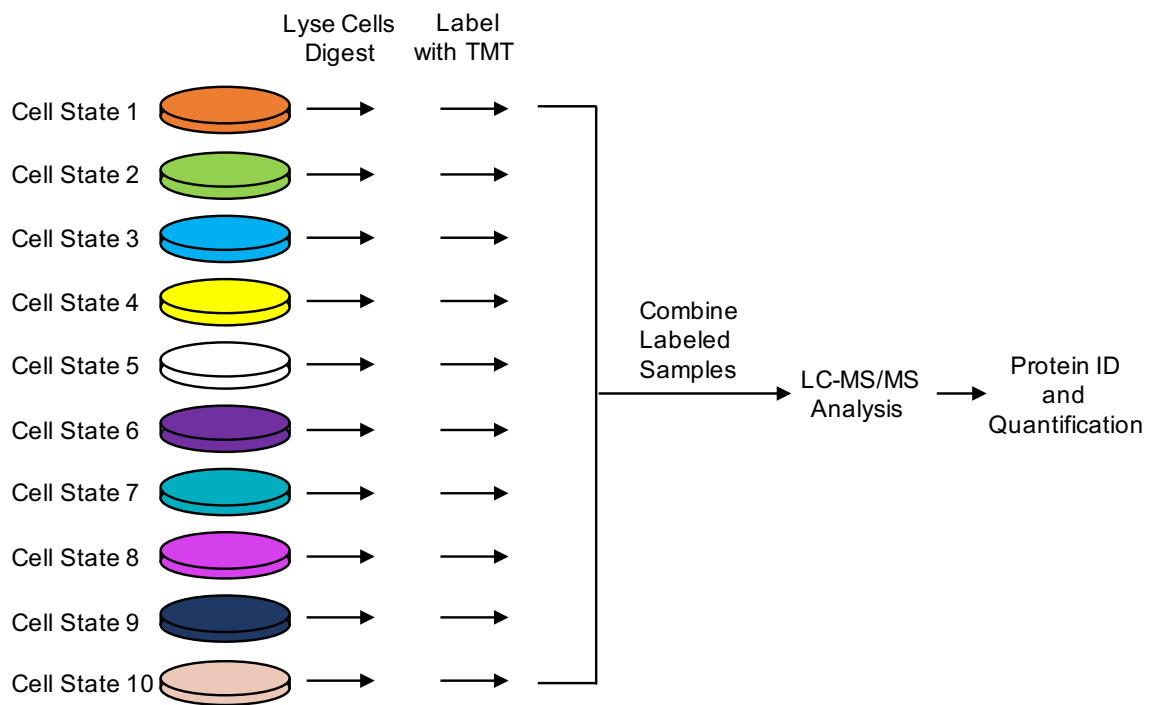 Lyse Cells
Digest
Label
with TMT
Cell State 1
Cell State 2
Cell State 3
Cell State 4
Cell State 5
Cell State 6
Cell State 7
Cell State 8
Cell State 9
Cell State 10
Combine
Labeled
Samples
LC-MS/MS
Analysis
Protein ID
and
Quantification